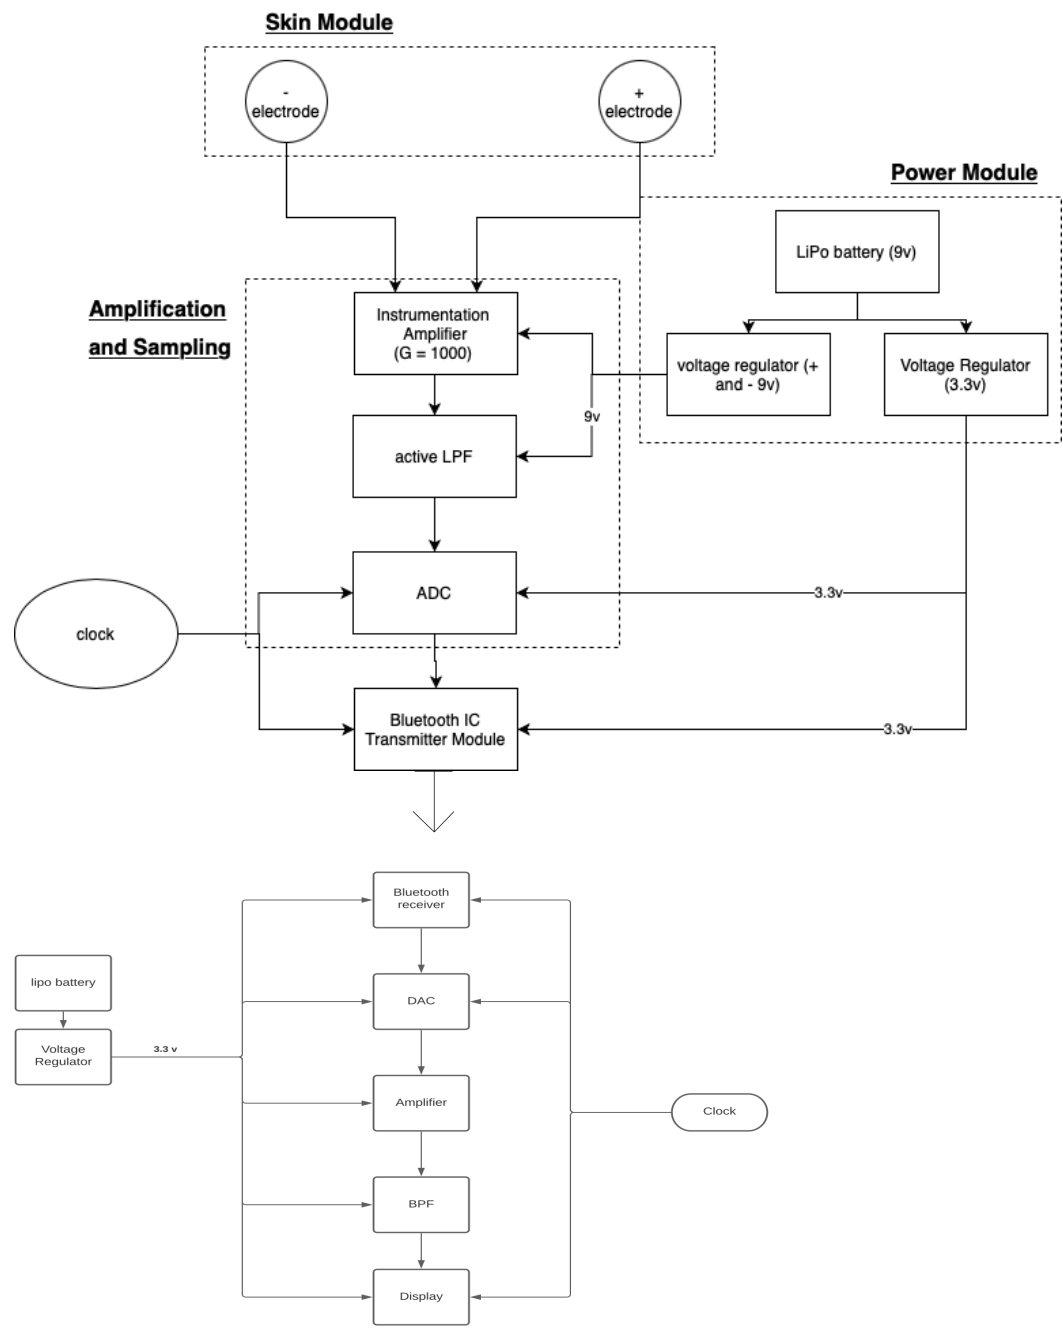 Skin Module
-
electrode
+
electrode
Power Module
LiPo battery (9v)
Amplification
and Sampling
Instrumentation
Amplifier
(G = 1000)
voltage regulator (+
and - 9v)
Voltage Regulator
(3.3v)
9v
active LPF
ADC
3.3v
clock
Bluetooth IC
Transmitter Module
3.3v
Bluetooth
receiver
lipo battery
DAC
Voltage
Regulator
3.3 v
Amplifier
Clock
BPF
Display